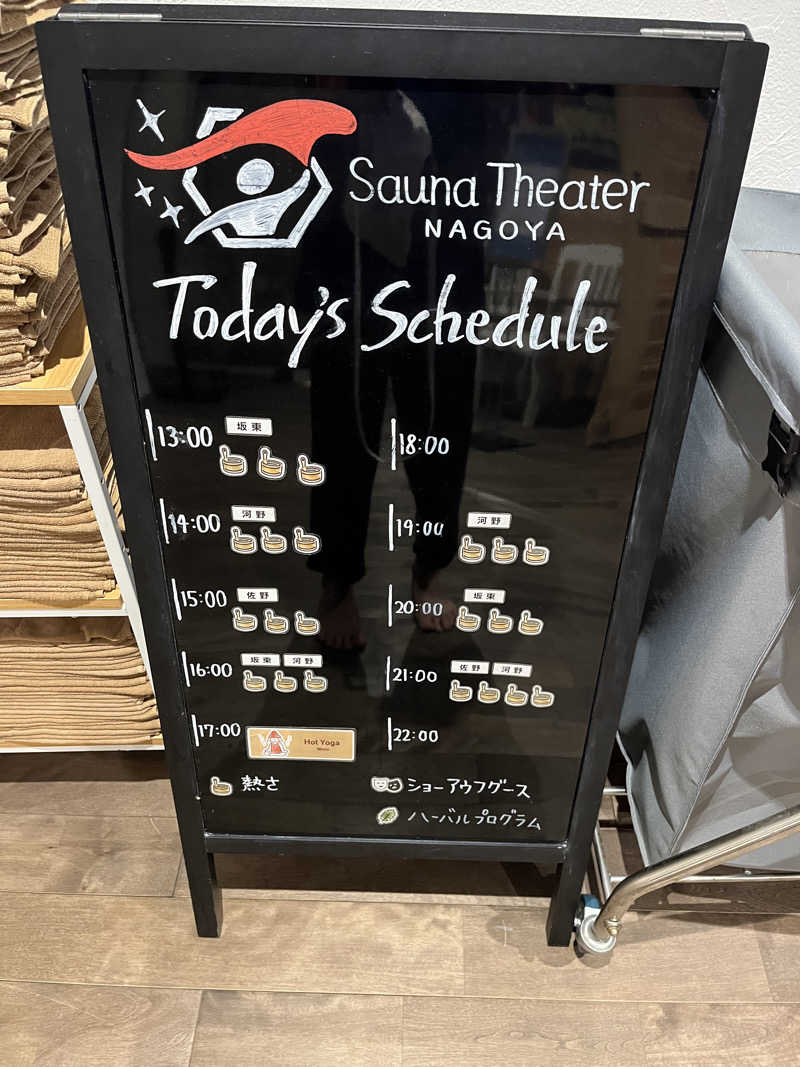 Sauna Theater
NAGOYA
Today's Schedule
13:00 坂東
14:00 河野
15:00 佐野
16:00 坂東 河野
17:00 Hot Yoga
18:00
19:00 河野
20:00 坂東
21:00 佐野 河野
22:00
熱さ
ショーアウフグース
ハーバルプログラム